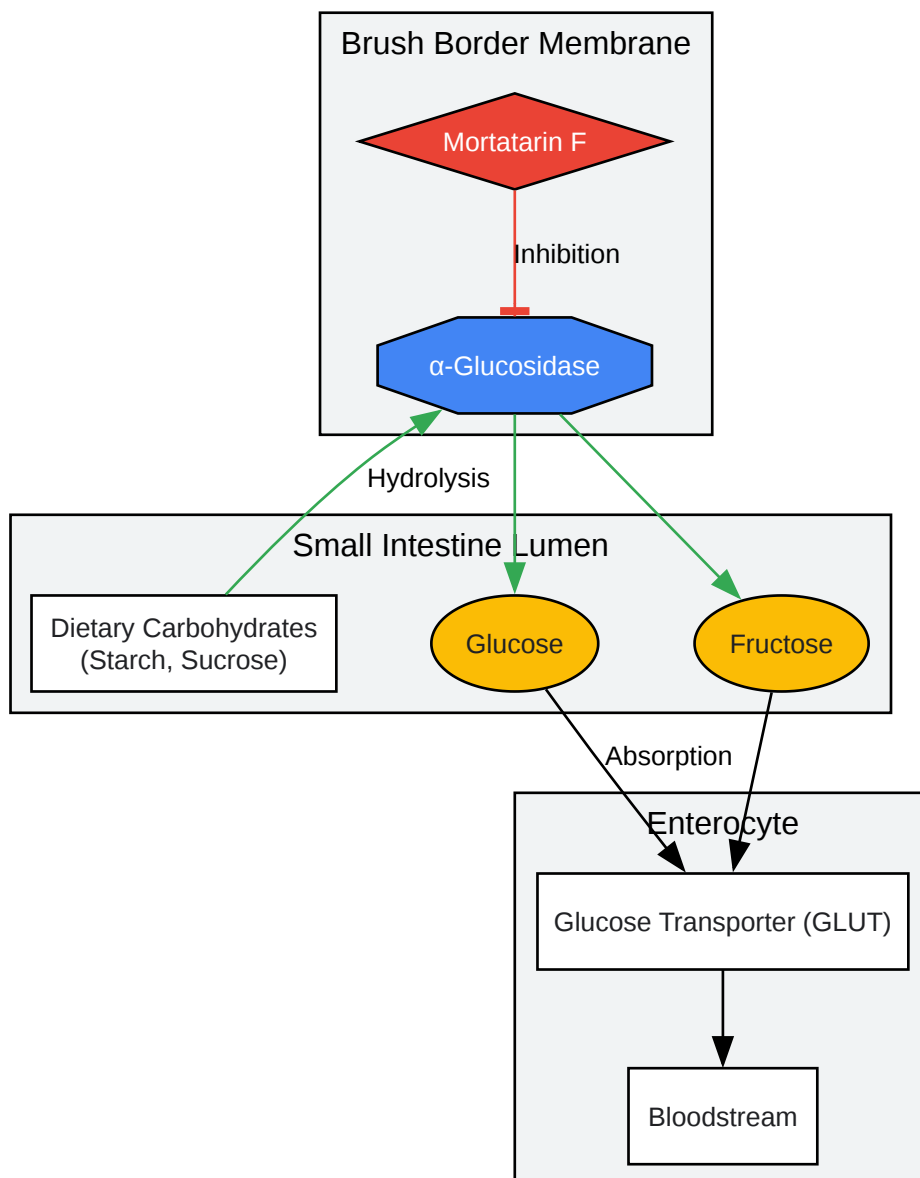 Brush Border Membrane
Mortatarin F
Inhibition
α-Glucosidase
Hydrolysis
Small Intestine Lumen
Dietary Carbohydrates
(Starch, Sucrose)
Glucose
Fructose
Absorption
Enterocyte
Glucose Transporter (GLUT)
Bloodstream